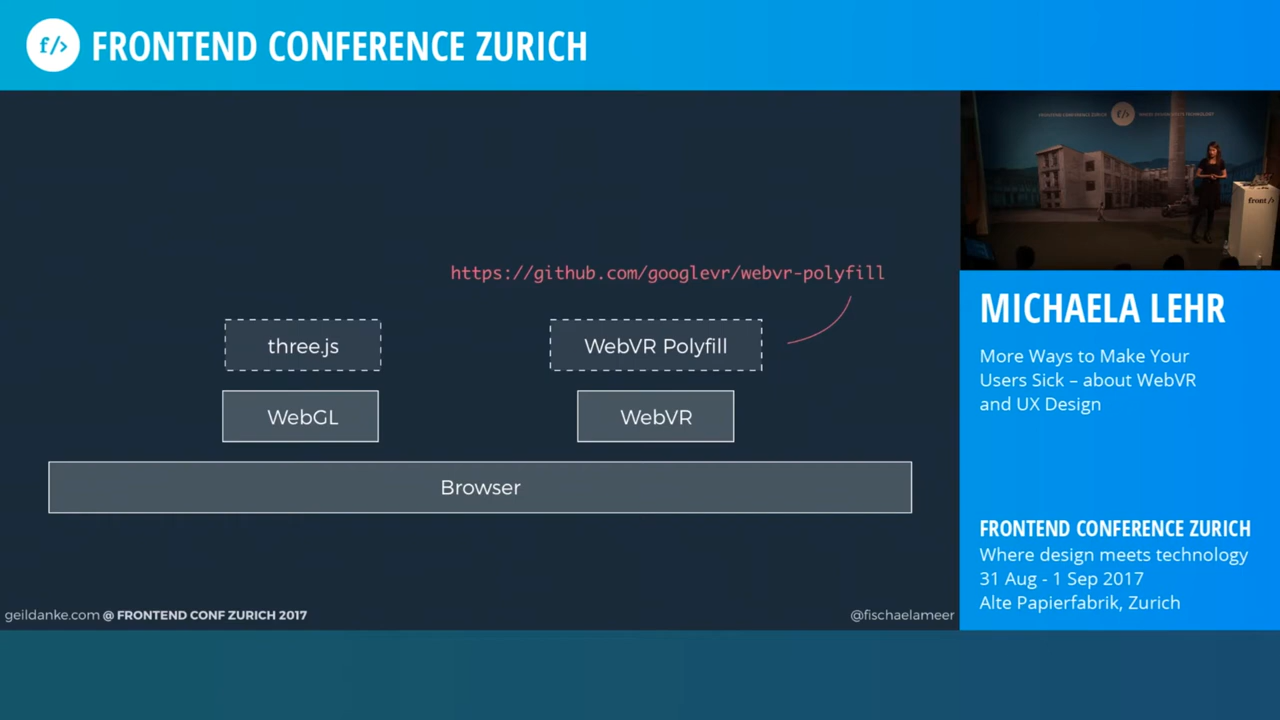 f/>
FRONTEND CONFERENCE ZURICH
https://github.com/googlevr/webvr-polyfill
three.js
WebVR Polyfill
WebGL
WebVR
Browser
geildanke.com @ FRONTEND CONF ZURICH 2017
@fischaelameer
f/>
front />
MICHAELA LEHR
More Ways to Make Your
Users Sick – about WebVR
and UX Design
FRONTEND CONFERENCE ZURICH
Where design meets technology
31 Aug - 1 Sep 2017
Alte Papierfabrik, Zurich